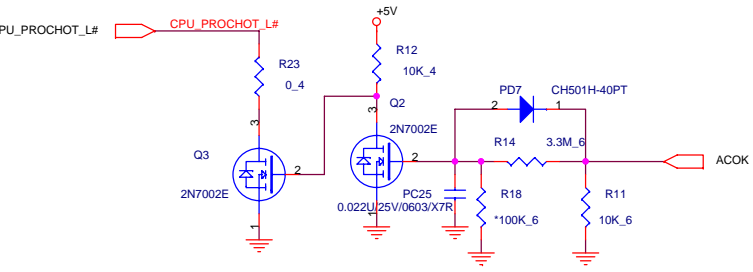 +5V
PU_PROCHOT_L#
CPU_PROCHOT_L#
R23
0_4
R12
10K_4
3
Q2
3
2N7002E
Q3
2
2N7002E
1
2
1
PD7
CH501H-40PT
2
1
R14
3.3M_6
ACOK
PC25
0.022U/25V/0603/X7R
R18
*100K_6
R11
10K_6